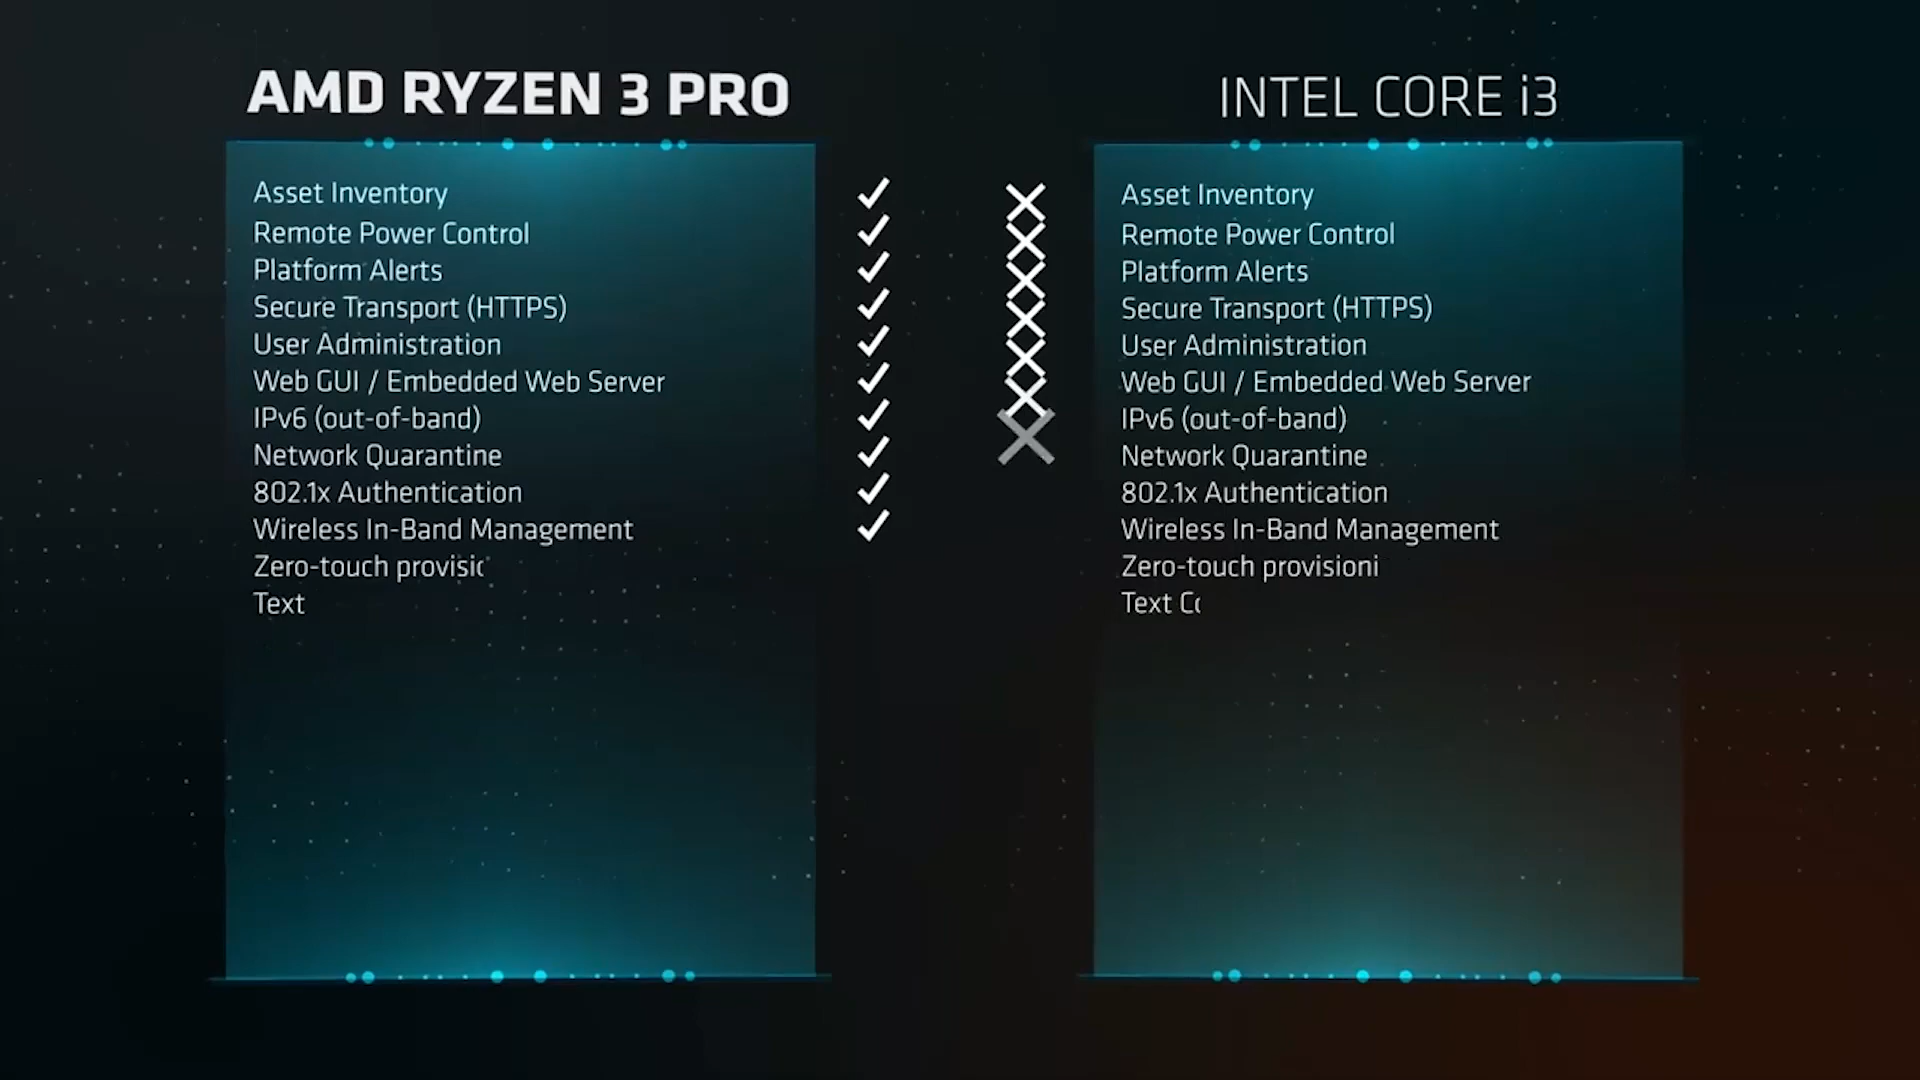 AMD RYZEN 3 PRO
Asset Inventory
Remote Power Control
Platform Alerts
Secure Transport (HTTPS)
User Administration
Web GUI / Embedded Web Server
IPv6 (out-of-band)
Network Quarantine
802.1x Authentication
Wireless In-Band Management
Zero-touch provisi
Text
INTEL CORE i3
Asset Inventory
Remote Power Control
Platform Alerts
Secure Transport (HTTPS)
User Administration
Web GUI / Embedded Web Server
IPv6 (out-of-band)
Network Quarantine
802.1x Authentication
Wireless In-Band Management
Zero-touch provisioni
Text C